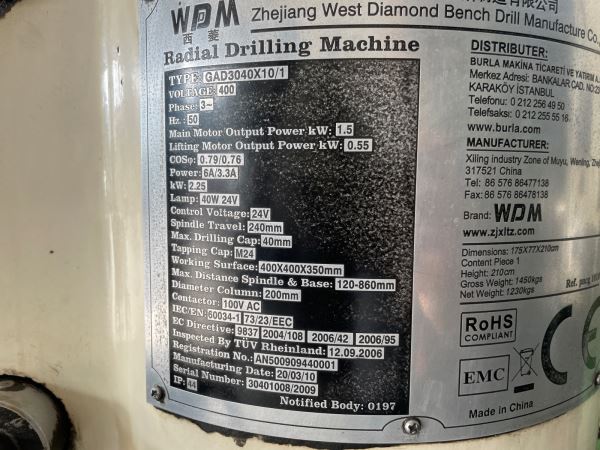 有限公司
WDM
西菱
Zhejiang West Diamond Bench Drill Manufacture Co.,
Radial Drilling Machine
TYPE: GAD3040X10/1
VOLTAGE: 400
Phase: 3~
Hz.: 50
Main Motor Output Power kW: 1.5
Lifting Motor Output Power kW: 0.55
COSφ: 0.79/0.76
Power: 6A/3.3A
kW: 2.25
Lamp: 40W 24V
Control Voltage: 24V
Spindle Travel: 240mm
Max. Drilling Cap: 40mm
Tapping Cap: M24
Working Surface: 400X400X350mm
Max. Distance Spindle & Base: 120-860mm
Diameter Column: 200mm
Contactor: 100V AC
IEC/EN: 50034-1 73/23/EEC
EC Directive: 9837 2004/108 2006/42 2006/95
Inspected By TÜV Rheinland: 12.09.2006
Registration No.: AN500909440001
Manufacturing Date: 20/03/10
Serial Number: 30401008/2009
IP: 44
Notified Body: 0197
DISTRIBUTER:
BURLA MAKİNA TİCARETİ VE YATIRIM A.
Merkez Adresi: BANKALAR CAD. NO:23
KARAKÖY İSTANBUL
Telefonu: 0 212 256 49 50
Telefsaksı: 0 212 255 55 16
www.burla.com
MANUFACTURER:
Xiling industry Zone of Muyu, Wenling, Zhej
317521 China
Tel: 86 576 86477138
Fax: 86 576 86478138
Brand: WDM
www.zjxltz.com
Dimensions: 175X77X210cm
Content Piece 1
Height: 210cm
Gross Weight: 1450kgs
Net Weight: 1230kgs
Ref.
RoHS
COMPLIANT
EMC
CE
Made in China